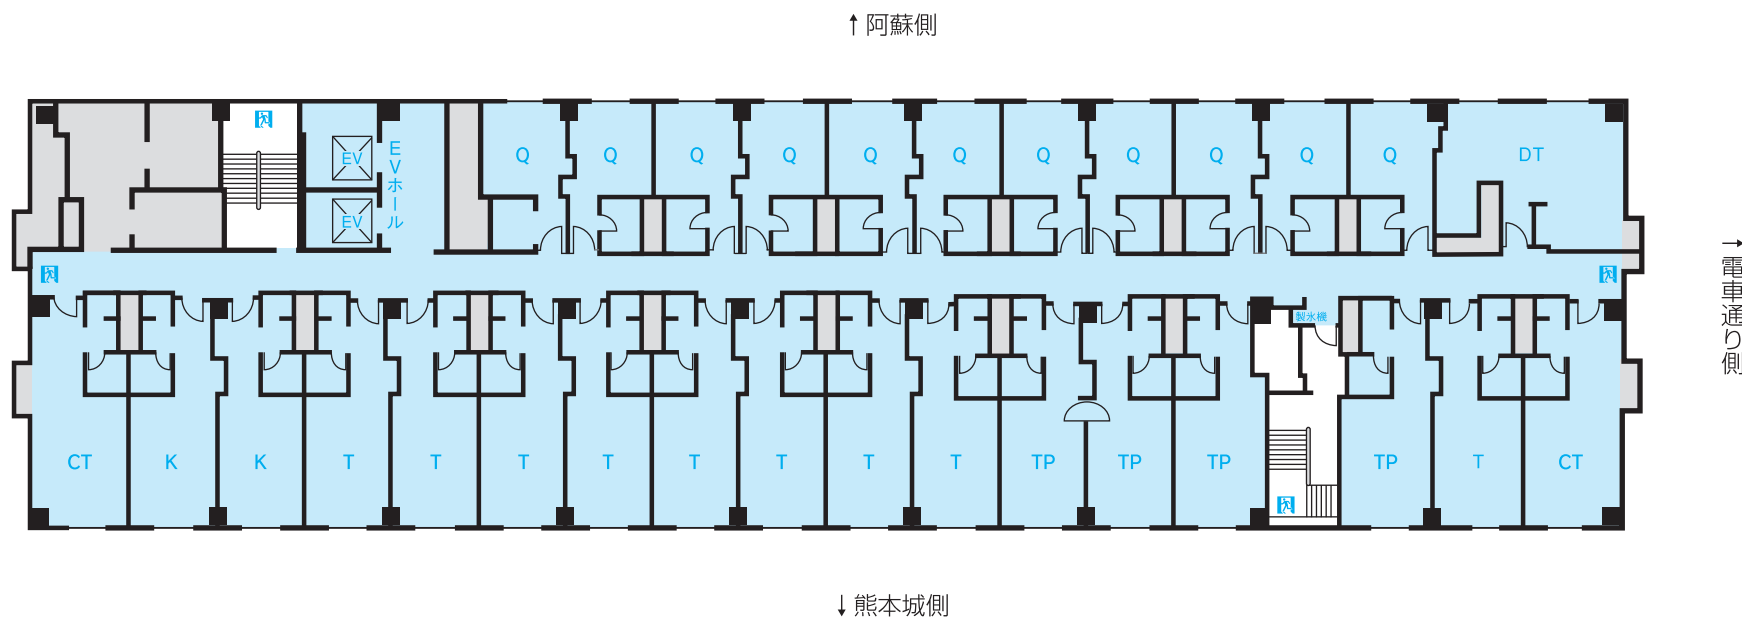 ↑ 阿蘇側
EVホール
EV
EV
Q Q Q Q Q Q Q Q Q Q Q DT
→ 電車通り側
製氷機
CT K K T T T T T T T T TP TP TP TP T CT
↓ 熊本城側